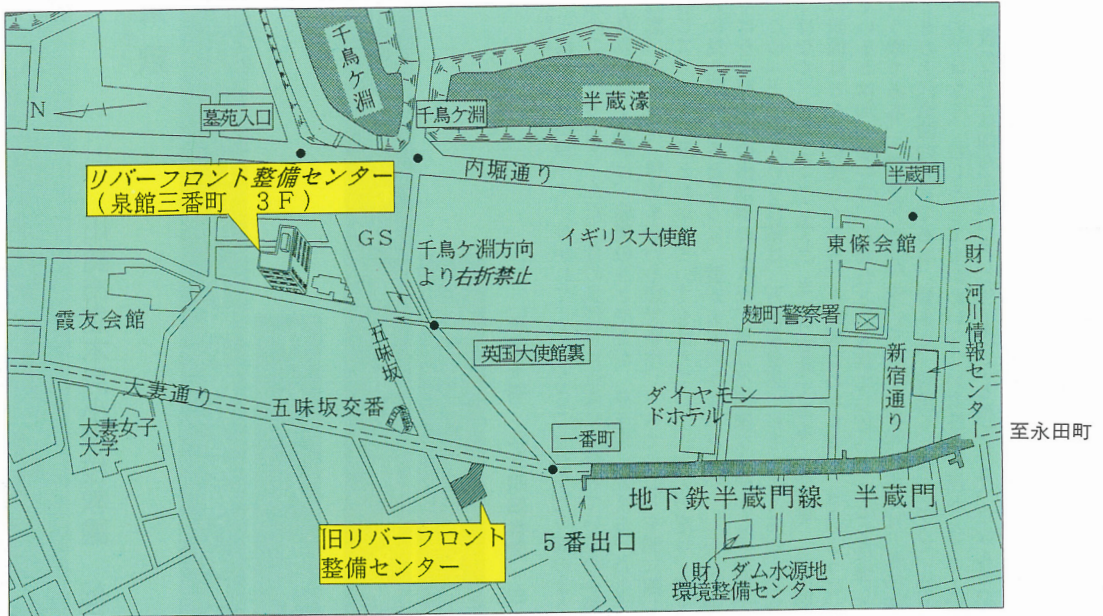 千鳥ケ淵
半蔵濠
N
墓苑入口
千鳥ケ淵
内堀通り
半蔵門
リバーフロント整備センター
(泉館三番町 3F)
GS
千鳥ケ淵方向
より右折禁止
イギリス大使館
東條会館
(財)河川情報センター
霞友会館
麹町警察署
五味坂
英国大使館裏
新宿通り
大妻通り
五味坂交番
ダイヤモン
ドホテル
大妻女子
大学
一番町
至永田町
地下鉄半蔵門線 半蔵門
旧リバーフロント
整備センター
5番出口
(財)ダム水源地
環境整備センター